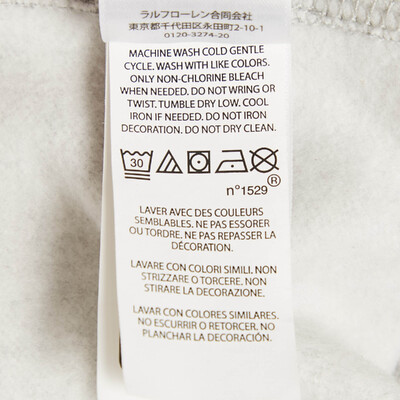 ラルフローレン合同会社
東京都千代田区永田町2-10-1
0120-3274-20
MACHINE WASH COLD GENTLE
CYCLE. WASH WITH LIKE COLORS.
ONLY NON-CHLORINE BLEACH
WHEN NEEDED. DO NOT WRING OR
TWIST. TUMBLE DRY LOW. COOL
IRON IF NEEDED. DO NOT IRON
DECORATION. DO NOT DRY CLEAN.
30
®
n°1529
LAVER AVEC DES COULEURS
SEMBLABLES. NE PAS ESSORER
OU TORDRE. NE PAS REPASSER LA
DÉCORATION.
LAVARE CON COLORI SIMILI. NON
STRIZZARE O TORCERE. NON
STIRARE LA DECORAZIONE.
LAVAR CON COLORES SIMILARES.
NO ESCURRIR O RETORCER. NO
PLANCHAR LA DECORACIÓN.